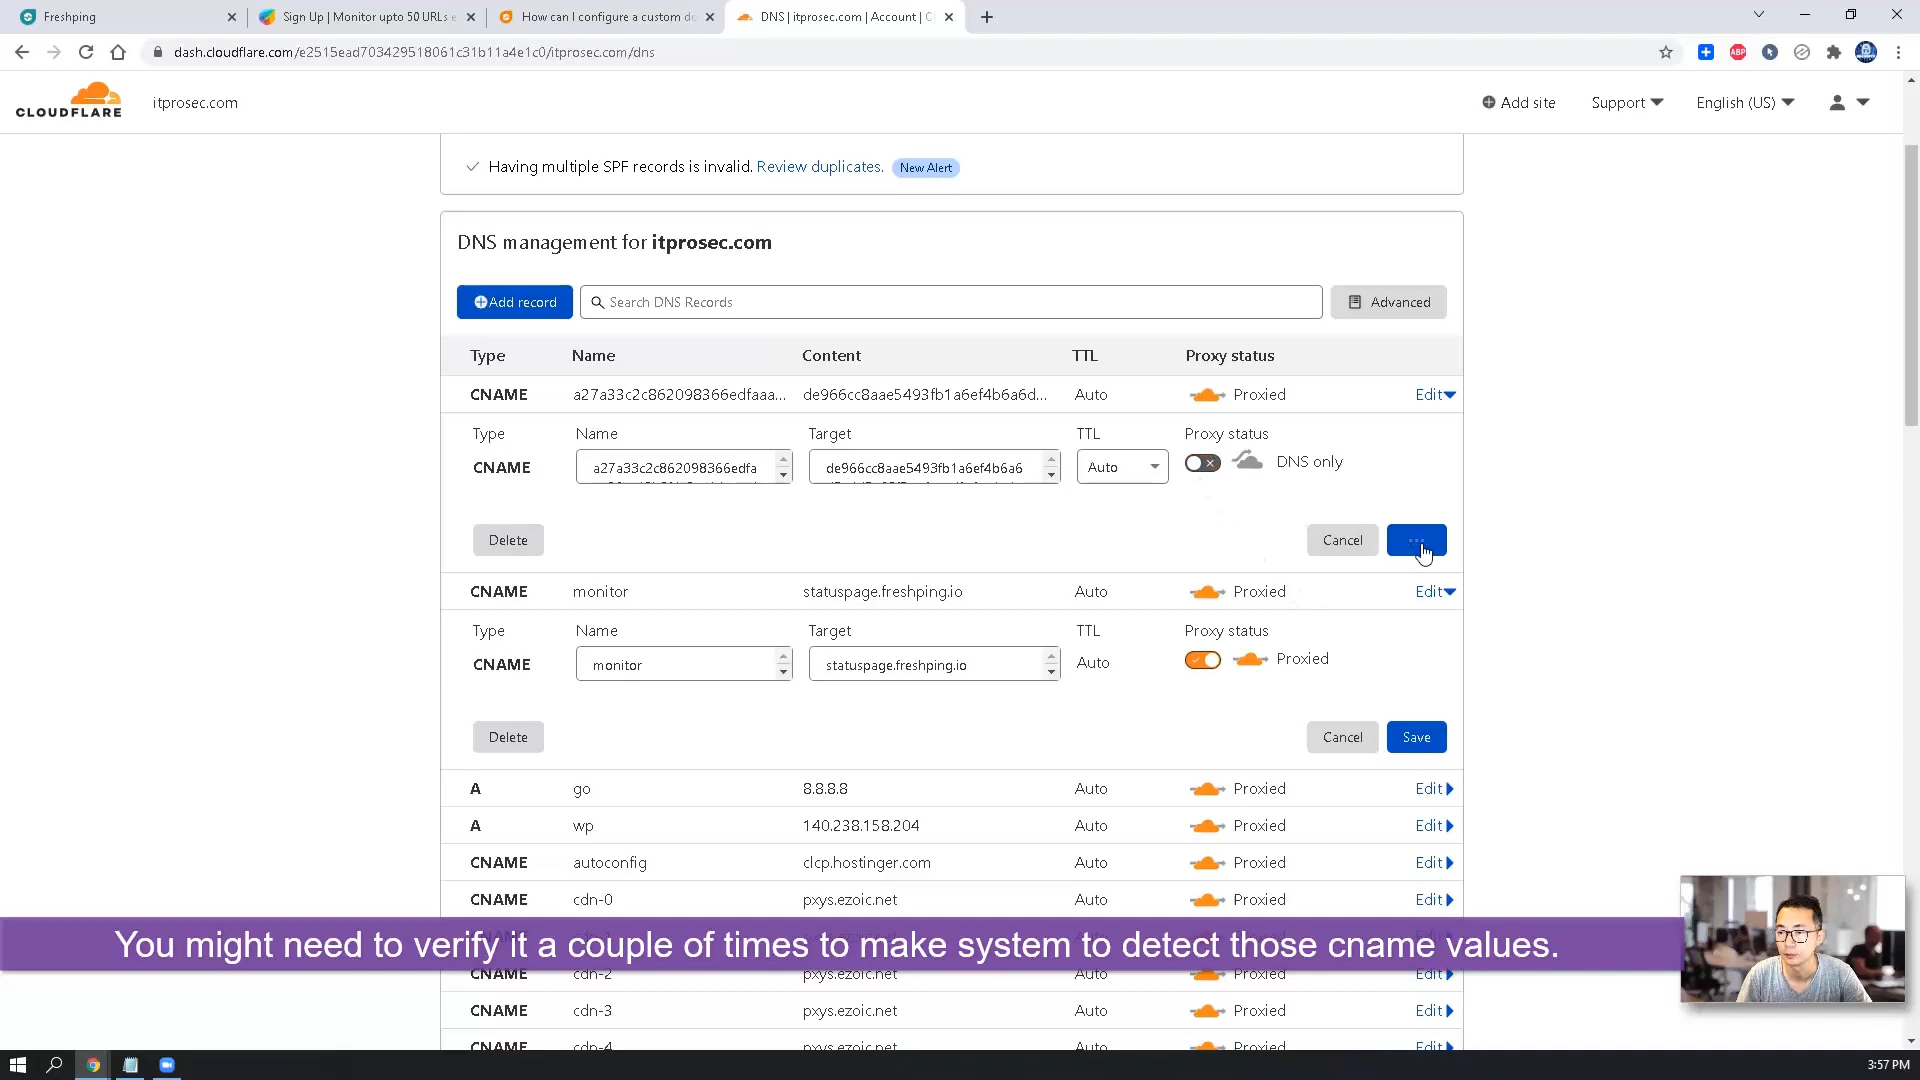 Freshping
Sign Up | Monitor upto 50 URLs e
How can I configure a custom do
DNS | itprosec.com | Account | C
dash.cloudflare.com/e2515ead703429518061c31b11a4e1c0/itprosec.com/dns
ABP
CLOUDFLARE
itprosec.com
Add site
Support
English (US)
Having multiple SPF records is invalid. Review duplicates. New Alert
DNS management for itprosec.com
Add record
Search DNS Records
Advanced
Type Name Content TTL Proxy status
CNAME a27a33c2c862098366edfaaa... de966cc8aae5493fb1a6ef4b6a6d... Auto Proxied Edit
Type Name Target TTL Proxy status
CNAME a27a33c2c862098366edfa de966cc8aae5493fb1a6ef4b6a6 Auto DNS only
Delete Cancel ...
CNAME monitor statuspage.freshping.io Auto Proxied Edit
Type Name Target TTL Proxy status
CNAME monitor statuspage.freshping.io Auto Proxied
Delete Cancel Save
A go 8.8.8.8 Auto Proxied Edit
A wp 140.238.158.204 Auto Proxied Edit
CNAME autoconfig clcp.hostinger.com Auto Proxied Edit
CNAME cdn-0 pxys.ezoic.net Auto Proxied Edit
You might need to verify it a couple of times to make system to detect those cname values.
CNAME cdn-2 pxys.ezoic.net Auto Proxied Edit
CNAME cdn-3 pxys.ezoic.net Auto Proxied Edit
CNAME cdn-4 pxys.ezoic.net Auto Proxied Edit
3:57 PM